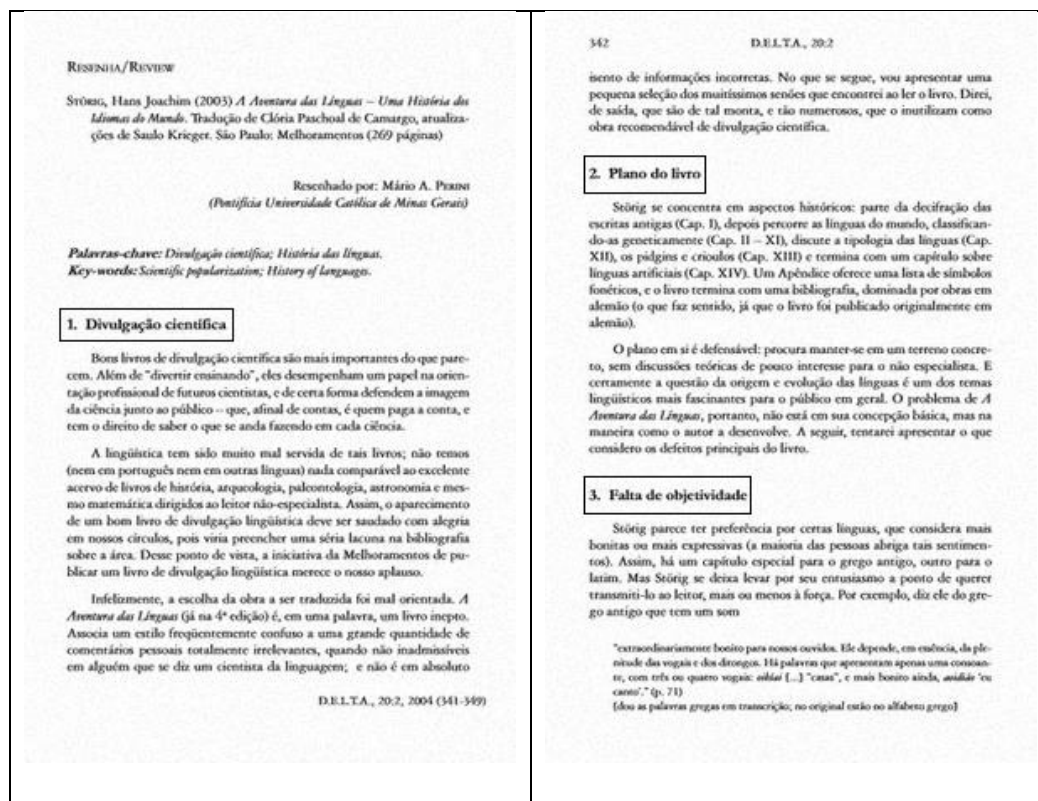 RESENHA/REVIEW
STÖRIG, Hans Joachim (2003) A Aventura das Línguas – Uma História dos
Idiomas do Mundo. Tradução de Glória Paschoal de Camargo, atualiza-
ções de Saulo Krieger. São Paulo: Melhoramentos (269 páginas)
Resenhado por: Mário A. PERINI
(Pontifícia Universidade Católica de Minas Gerais)
Palavras-chave: Divulgação científica; História das línguas.
Key-words: Scientific popularization; History of languages.
1. Divulgação científica
Bons livros de divulgação científica são mais importantes do que pare-
cem. Além de "divertir ensinando", eles desempenham um papel na orien-
tação profissional de futuros cientistas, e de certa forma defendem a imagem
da ciência junto ao público – que, afinal de contas, é quem paga a conta, e
tem o direito de saber o que se anda fazendo em cada ciência.
A lingüística tem sido muito mal servida de tais livros; não temos
(nem em português nem em outras línguas) nada comparável ao excelente
acervo de livros de história, arqueologia, paleontologia, astronomia e mes-
mo matemática dirigidos ao leitor não-especialista. Assim, o aparecimento
de um bom livro de divulgação lingüística deve ser saudado com alegria
em nossos círculos, pois viria preencher uma séria lacuna na bibliografia
sobre a área. Desse ponto de vista, a iniciativa da Melhoramentos de pu-
blicar um livro de divulgação lingüística merece o nosso aplauso.
Infelizmente, a escolha da obra a ser traduzida foi mal orientada. A
Aventura das Línguas (já na 4ª edição) é, em uma palavra, um livro inepto.
Associa um estilo freqüentemente confuso a uma grande quantidade de
comentários pessoais totalmente irrelevantes, quando não inadmissíveis
em alguém que se diz um cientista da linguagem; e não é em absoluto
D.E.L.T.A., 20:2, 2004 (341-349)
342 D.E.L.T.A., 20:2
isento de informações incorretas. No que se segue, vou apresentar uma
pequena seleção dos muitíssimos senões que encontrei ao ler o livro. Direi,
de saída, que são de tal monta, e tão numerosos, que o inutilizam como
obra recomendável de divulgação científica.
2. Plano do livro
Störig se concentra em aspectos históricos: parte da decifração das
escritas antigas (Cap. I), depois percorre as línguas do mundo, classifican-
do-as geneticamente (Cap. II – XI), discute a tipologia das línguas (Cap.
XII), os pidgins e crioulos (Cap. XIII) e termina com um capítulo sobre
línguas artificiais (Cap. XIV). Um Apêndice oferece uma lista de símbolos
fonéticos, e o livro termina com uma bibliografia, dominada por obras em
alemão (o que faz sentido, já que o livro foi publicado originalmente em
alemão).
O plano em si é defensável: procura manter-se em um terreno concre-
to, sem discussões teóricas de pouco interesse para o não especialista. E
certamente a questão da origem e evolução das línguas é um dos temas
lingüísticos mais fascinantes para o público em geral. O problema de A
Aventura das Línguas, portanto, não está em sua concepção básica, mas na
maneira como o autor a desenvolve. A seguir, tentarei apresentar o que
considero os defeitos principais do livro.
3. Falta de objetividade
Störig parece ter preferência por certas línguas, que considera mais
bonitas ou mais expressivas (a maioria das pessoas abriga tais sentimen-
tos). Assim, há um capítulo especial para o grego antigo, outro para o
latim. Mas Störig se deixa levar por seu entusiasmo a ponto de querer
transmiti-lo ao leitor, mais ou menos à força. Por exemplo, diz ele do gre-
go antigo que tem um som
"extraordinariamente bonito para nossos ouvidos. Ele depende, em essência, da ple-
nitude das vogais e dos ditongos. Há palavras que apresentam apenas uma consoan-
te, com três ou quatro vogais: [...] "casas", e mais bonito ainda, 'eu
canto'." (p. 71)
[dou as palavras gregas em transcrição; no original estão no alfabeto grego]